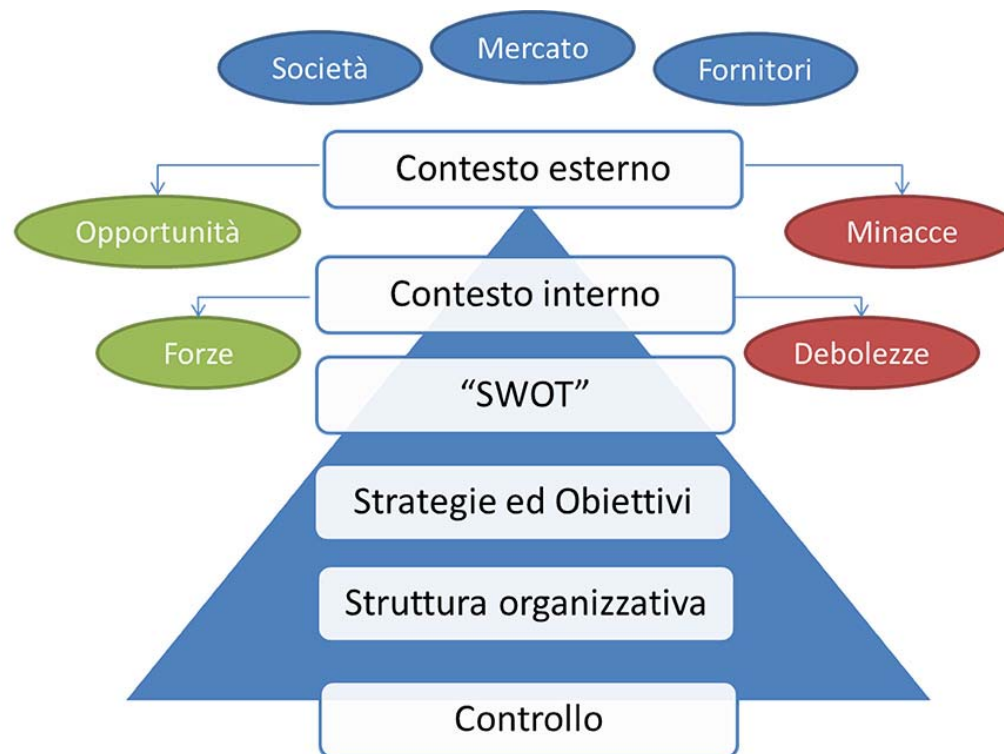 Società
Mercato
Fornitori
Contesto esterno
Opportunità
Minacce
Contesto interno
Forze
Debolezze
“SWOT”
Strategie ed Obiettivi
Struttura organizzativa
Controllo